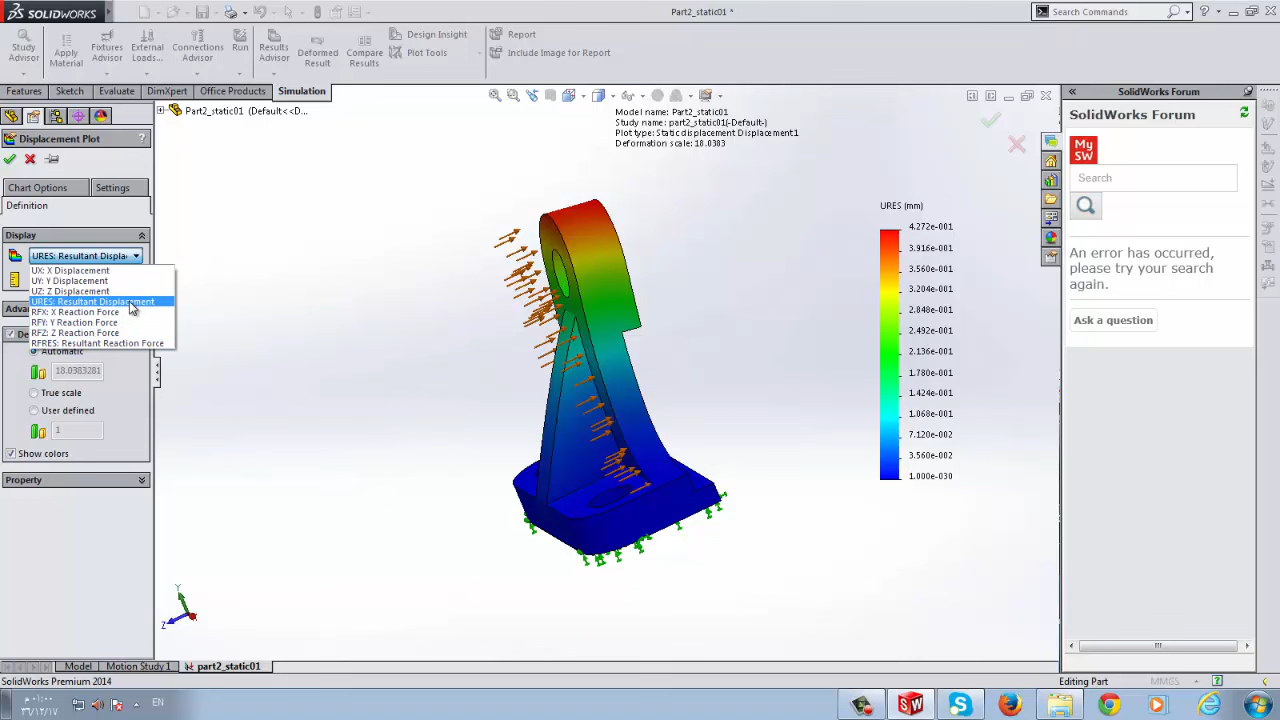 SOLIDWORKS
Part2_static01 *
Search Commands
Study Advisor
Apply Material
Fixtures Advisor
External Loads...
Connections Advisor
Run
Results Advisor
Deformed Result
Compare Results
Design Insight
Plot Tools
Report
Include Image for Report
Features
Sketch
Evaluate
DimXpert
Office Products
Simulation
Part2_static01 (Default<<D...
Displacement Plot
?
Chart Options
Settings
Definition
Display
URES: Resultant Displa
UX: X Displacement
UY: Y Displacement
UZ: Z Displacement
URES: Resultant Displacement
RFX: X Reaction Force
RFY: Y Reaction Force
RFZ: Z Reaction Force
RFRES: Resultant Reaction Force
Automatic
18.0383281
True scale
User defined
1
Show colors
Property
Model name: Part2_static01
Study name: part2_static01(-Default-)
Plot type: Static displacement Displacement1
Deformation scale: 18.0383
URES (mm)
4.272e-001
3.916e-001
3.560e-001
3.204e-001
2.848e-001
2.492e-001
2.136e-001
1.780e-001
1.424e-001
1.068e-001
7.119e-002
3.560e-002
1.000e-030
Y
Z
SolidWorks Forum
SolidWorks Forum
My SW
Search
An error has occurred,
please try your search
again.
Ask a question
Model
Motion Study 1
part2_static01
SolidWorks Premium 2014
Editing Part
MMGS
EN